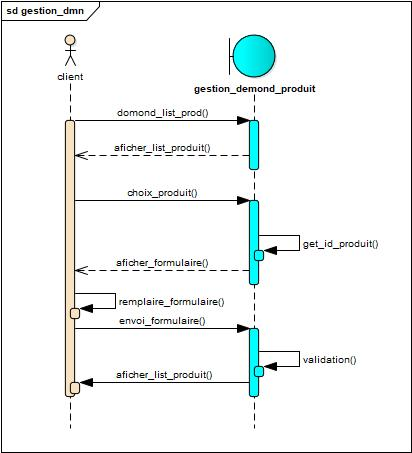 sd gestion_dmn
client
gestion_demond_produit
domond_list_prod()
aficher_list_produit()
choix_produit()
get_id_produit()
aficher_formulaire()
remplaire_formulaire()
envoi_formulaire()
validation()
aficher_list_produit()